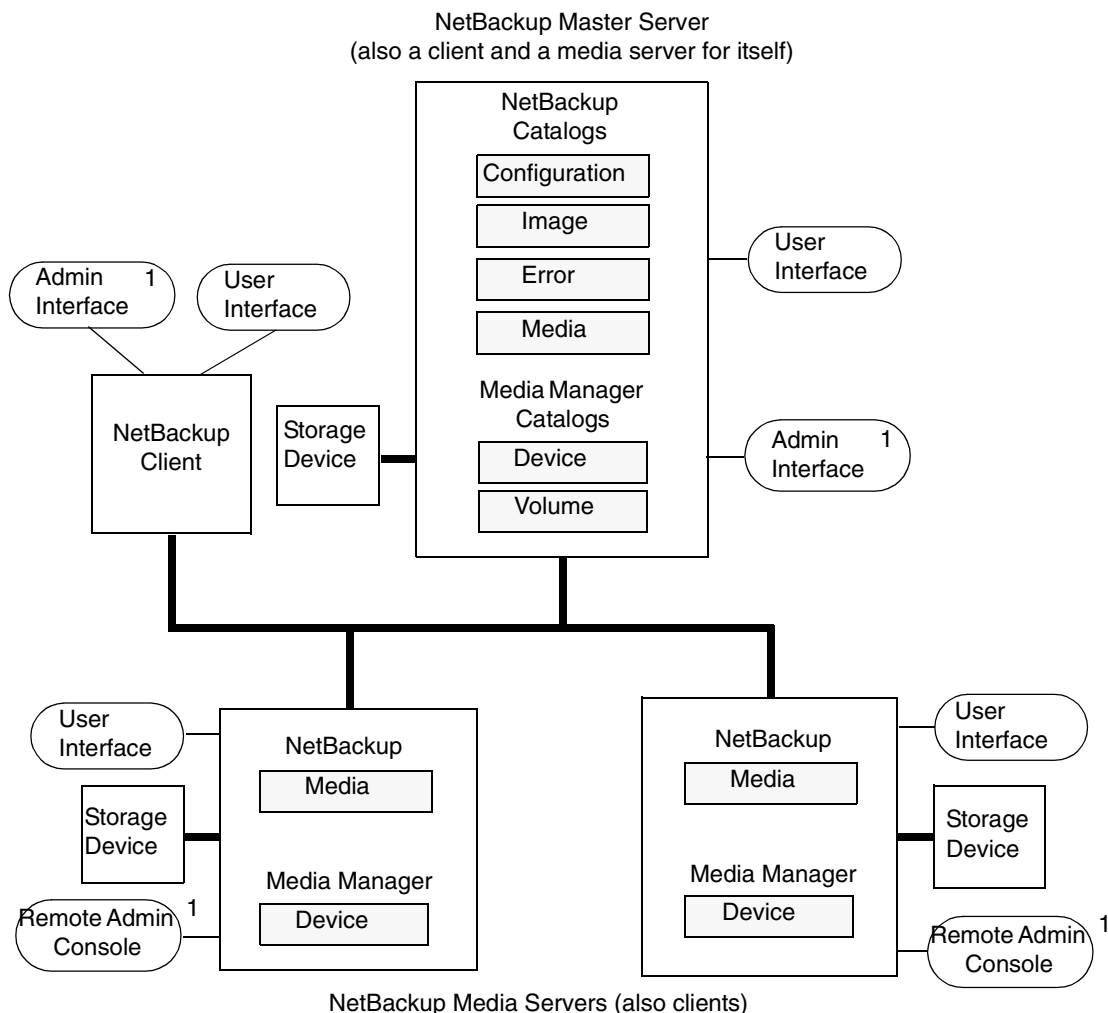 NetBackup Master Server
(also a client and a media server for itself)
NetBackup
Catalogs
Configuration
Image
Error
Media
Media Manager
Catalogs
Device
Volume
User
Interface
Admin 1
Interface
Admin 1
Interface
User
Interface
NetBackup
Client
Storage
Device
User
Interface
Storage
Device
Remote Admin 1
Console
NetBackup
Media
Media Manager
Device
NetBackup
Media
Media Manager
Device
User
Interface
Storage
Device
Remote Admin 1
Console
NetBackup Media Servers (also clients)